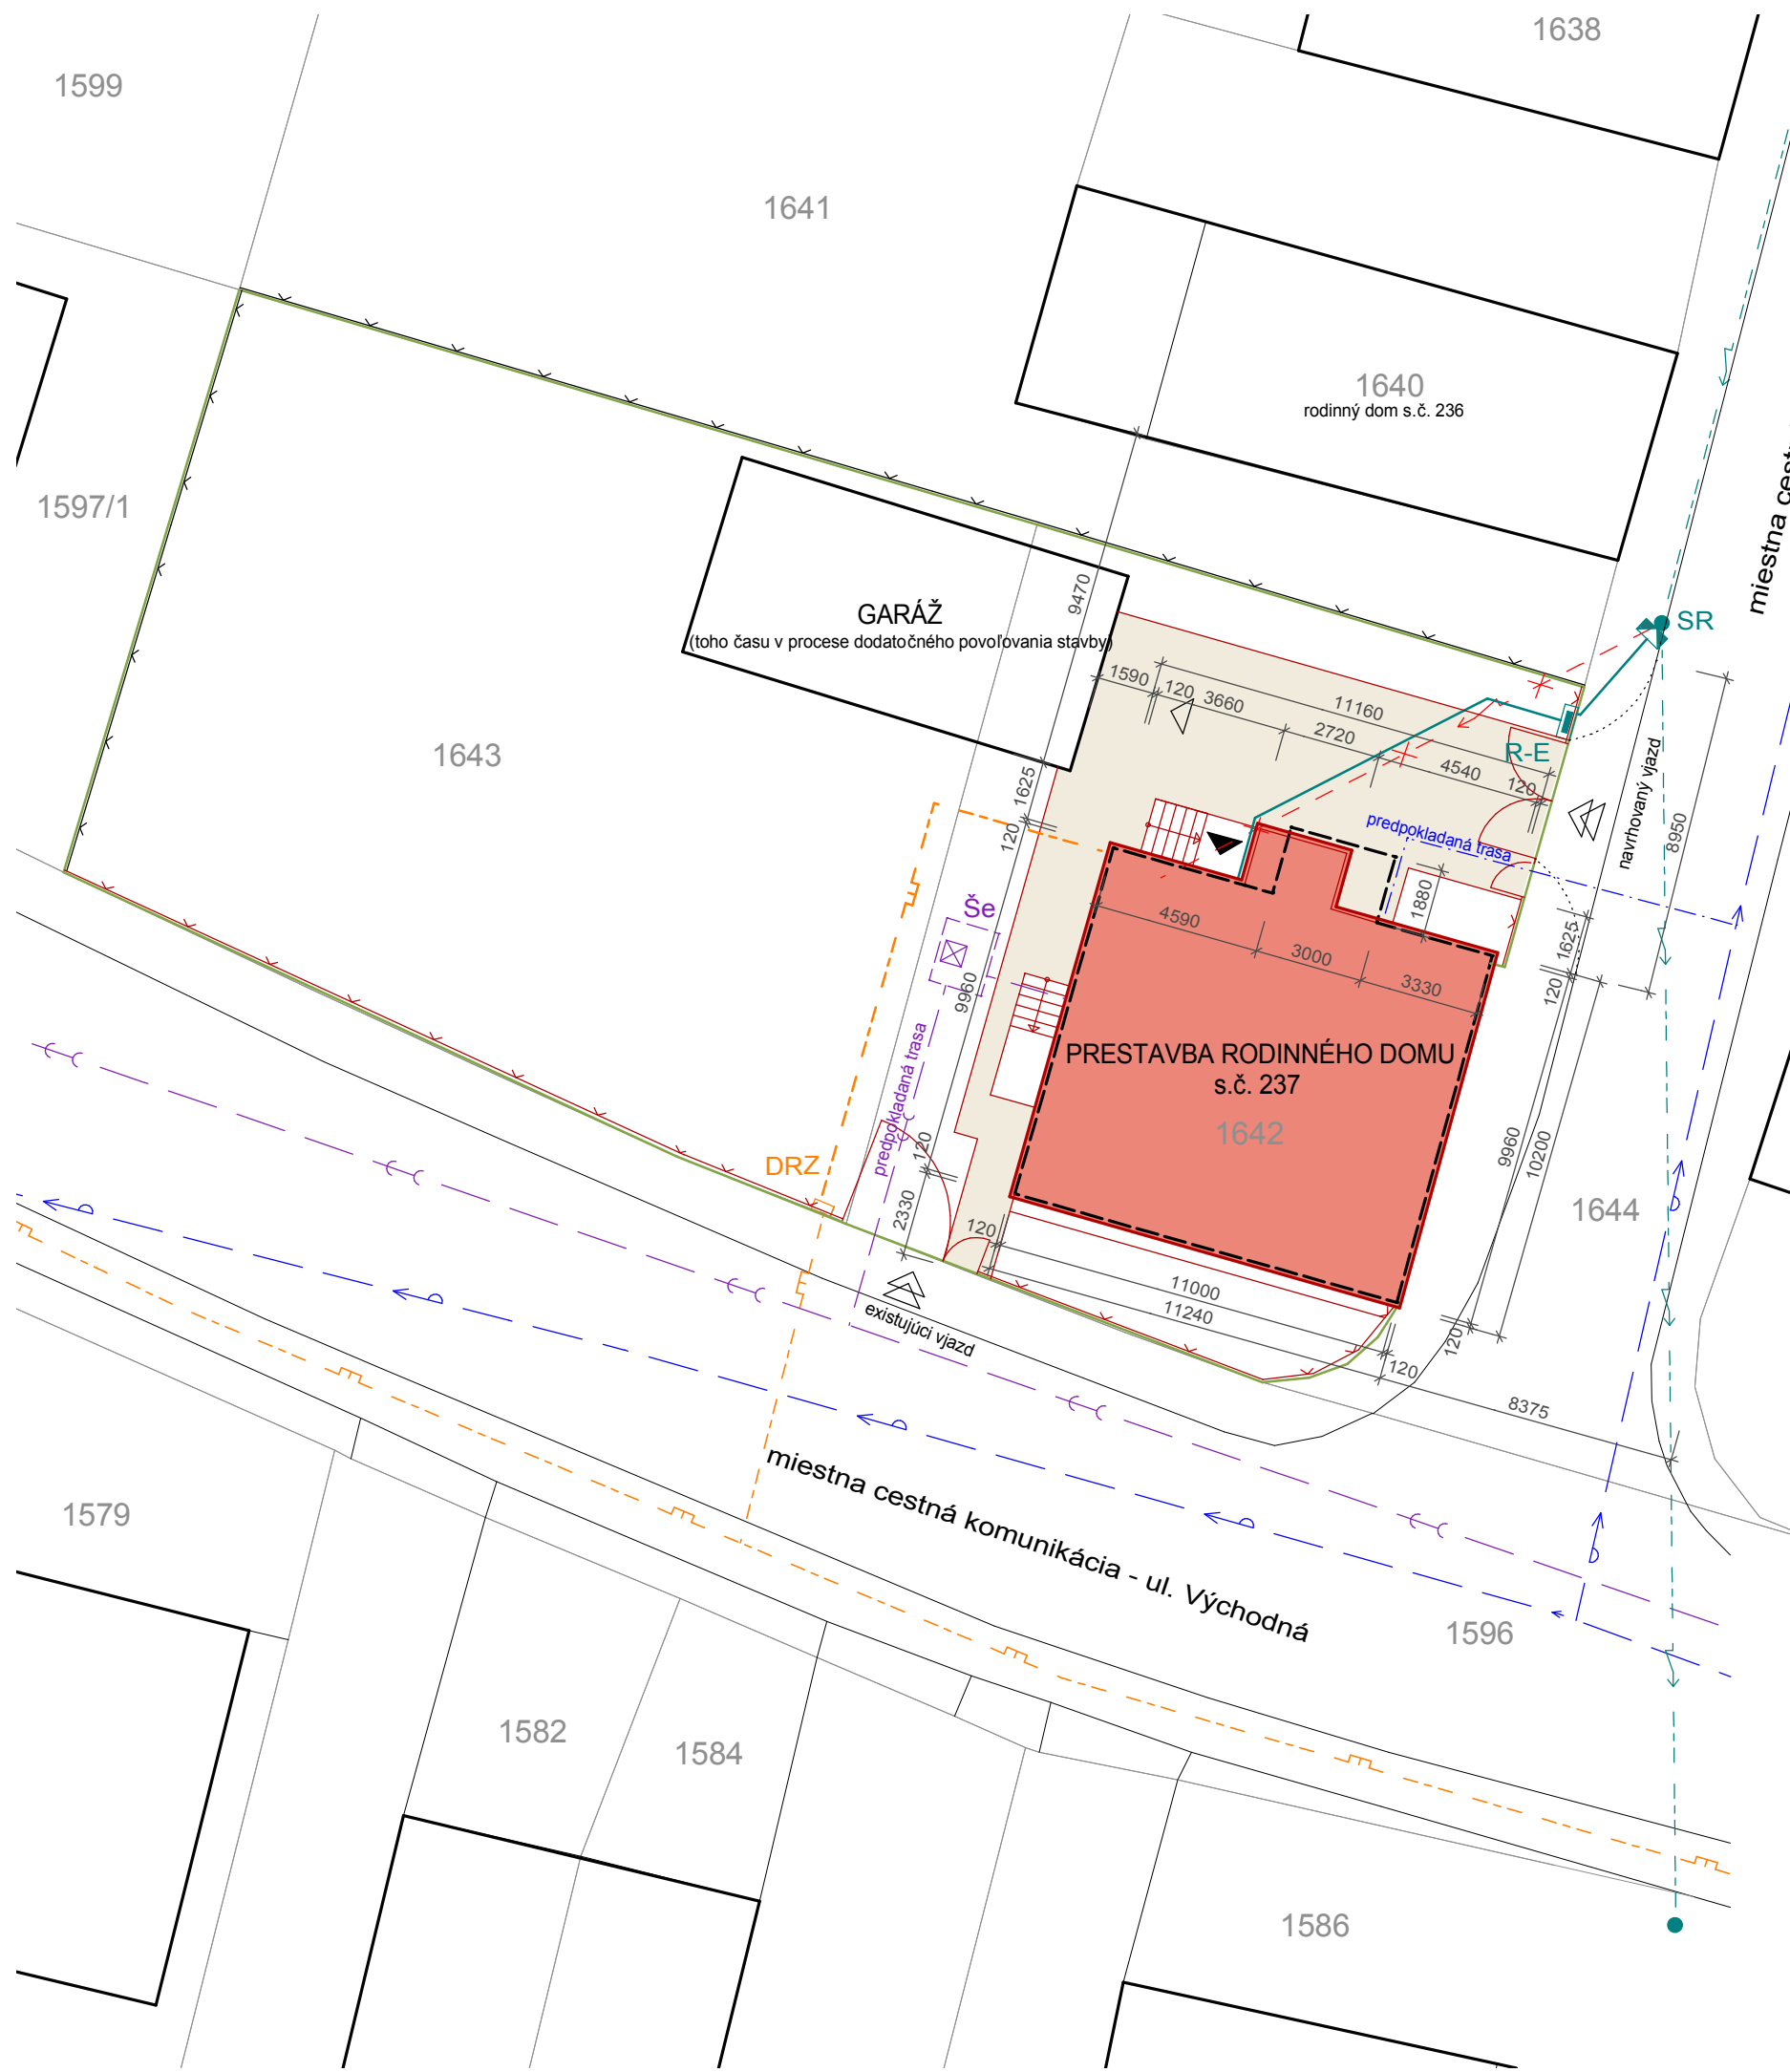 1638
1599
1641
1640
rodinný dom s.č. 236
1597/1
miestna
9470
GARÁŽ
(toho času v procese dodatočného povoľovania stavby)
SR
1590
120
3660
11160
2720
R-E
4540
120
1643
navrhovaný vjazd
8950
1625
120
predpokladaná trasa
1880
Še
4590
3000
3330
1625
120
9960
PRESTAVBA RODINNÉHO DOMU
s.č. 237
1642
predpokladaná trasa
9960
10200
DRZ
120
2330
1644
120
11000
11240
existujúci vjazd
120
120
8375
miestna cestná komunikácia - ul. Východná
1579
1596
1582
1584
1586